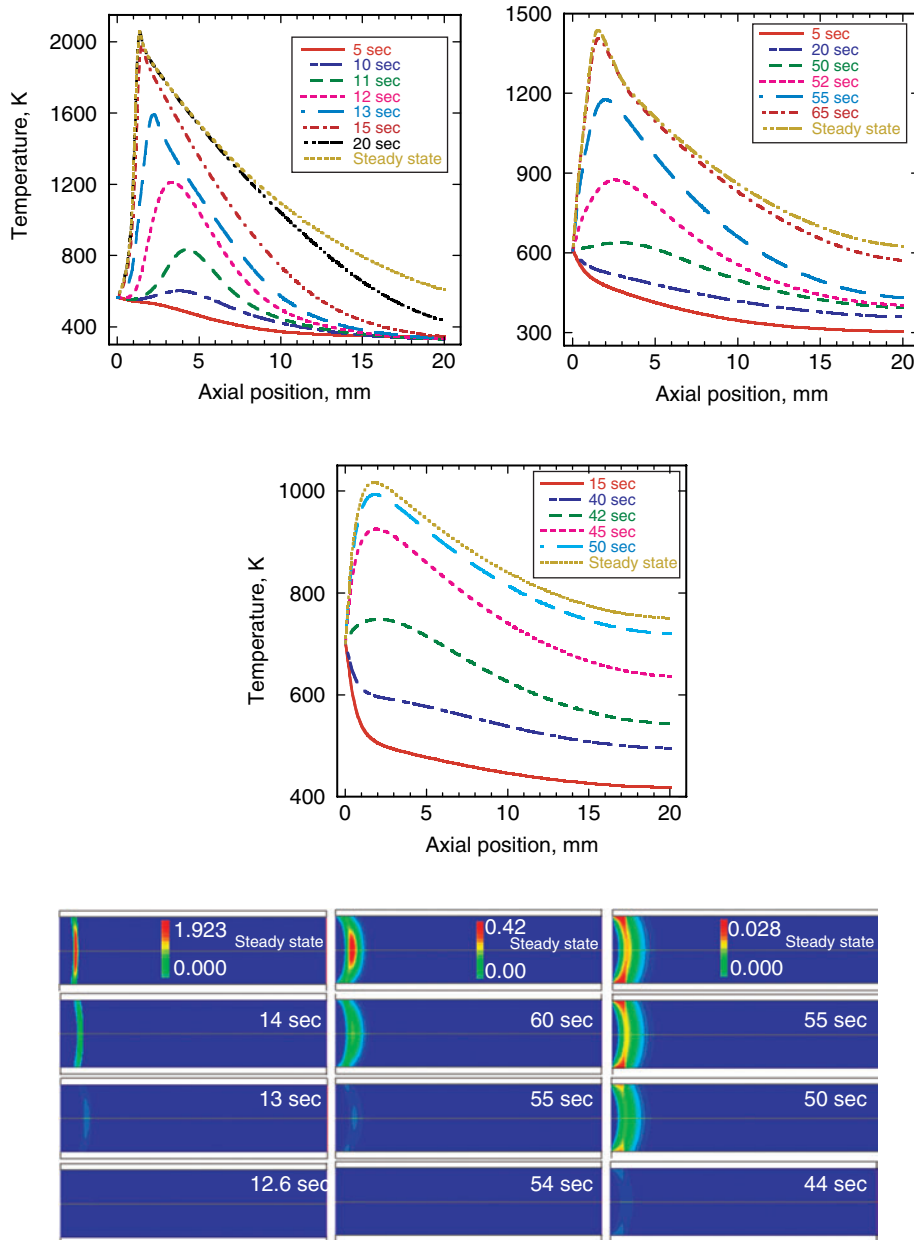 2000
1600
1200
800
400
Temperature, K
5 sec
10 sec
11 sec
12 sec
13 sec
15 sec
20 sec
Steady state
0 5 10 15 20
Axial position, mm
1500
1200
900
600
300
Temperature, K
5 sec
20 sec
50 sec
52 sec
55 sec
65 sec
Steady state
0 5 10 15 20
Axial position, mm
1000
800
600
400
Temperature, K
15 sec
40 sec
42 sec
45 sec
50 sec
Steady state
0 5 10 15 20
Axial position, mm
1.923
Steady state
0.000
0.42
Steady state
0.00
0.028
Steady state
0.000
14 sec
60 sec
55 sec
13 sec
55 sec
50 sec
12.6 sec
54 sec
44 sec